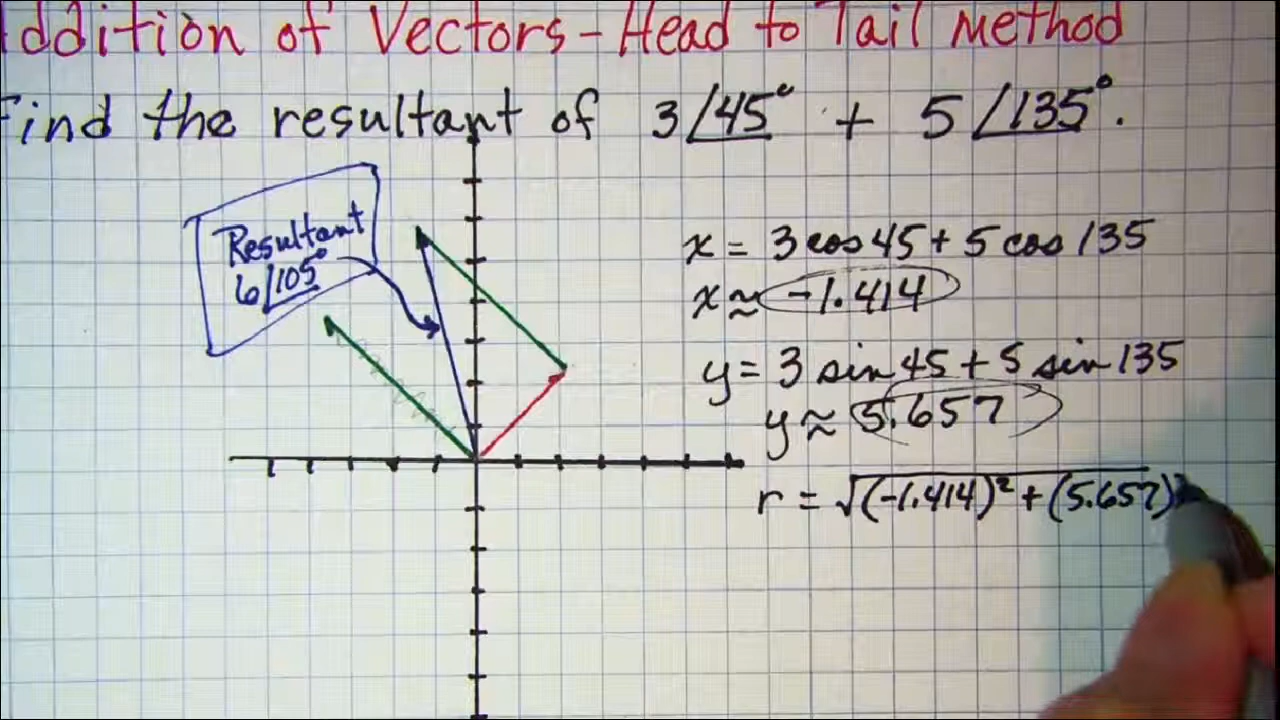 Addition of Vectors - Head to Tail Method
Find the resultant of 3∠45° + 5∠135°.
Resultant
6∠105°
x = 3 cos 45 + 5 cos 135
x ≈ -1.414
y = 3 sin 45 + 5 sin 135
y ≈ 5.657
r = √(-1.414)² + (5.657)²